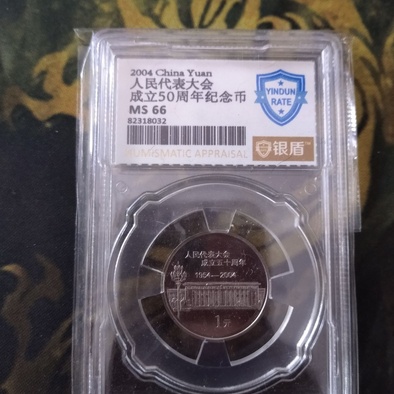 2004 China Yuan
人民代表大会
成立50周年纪念币
MS 66
82318032
YINDUN
RATE
银盾™
NUMISMATIC APPRAISAL
人民代表大会
成立五十周年
1954—2004
1元